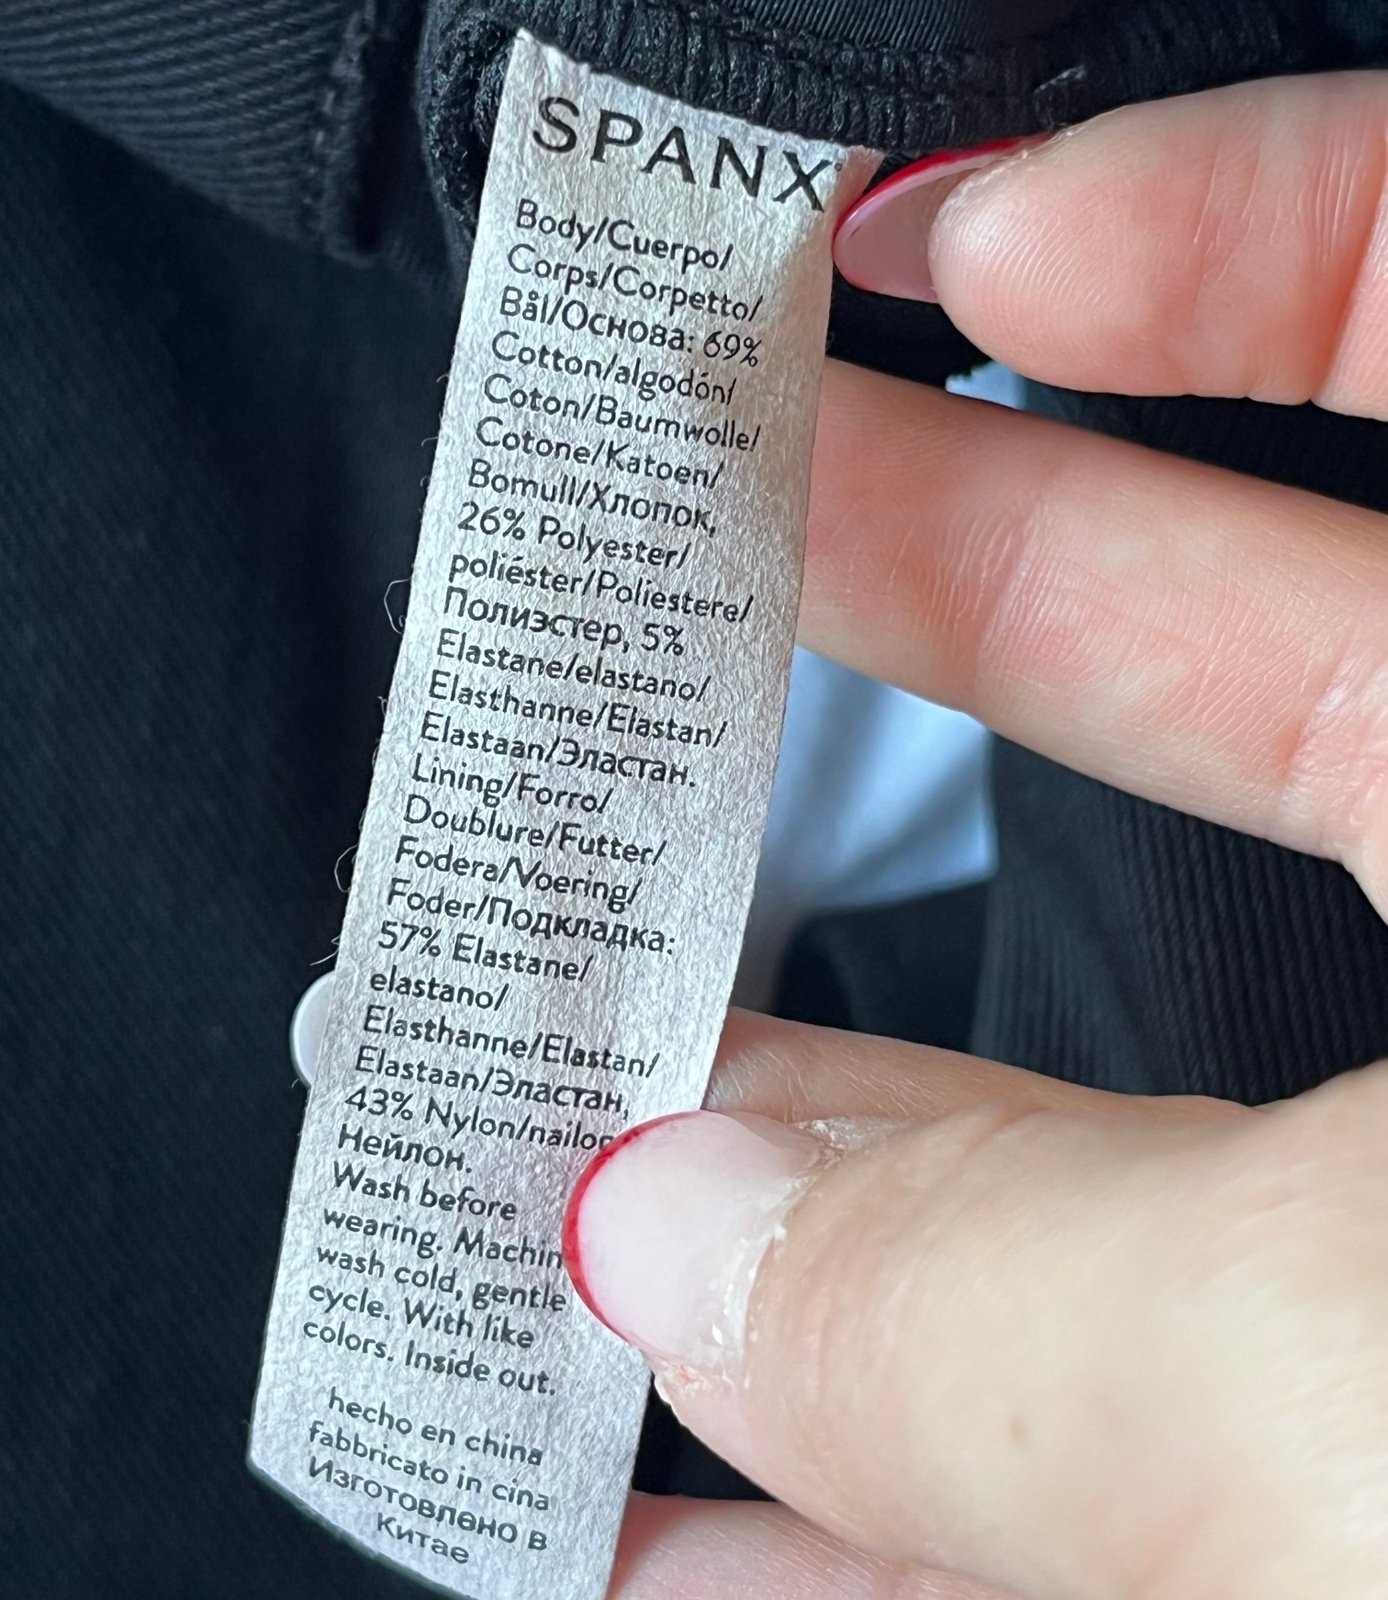 SPANX
Body/Cuerpo/
Corps/Corpetto/
Bål/Основа: 69%
Cotton/algodón/
Coton/Baumwolle/
Cotone/Katoen/
Bomull/Хлопок,
26% Polyester/
poliéster/Poliestere/
Полиэстер, 5%
Elastane/elastano/
Elasthanne/Elastan/
Elastaan/Эластан.
Lining/Forro/
Doublure/Futter/
Fodera/Voering/
Foder/Подкладка:
57% Elastane/
elastano/
Elasthanne/Elastan/
Elastaan/Эластан,
43% Nylon/nailon
Нейлон.
Wash before
wearing. Machin
wash cold, gentle
cycle. With like
colors. Inside out.
hecho en china
fabbricato in cina
Изготовлено в
Китае